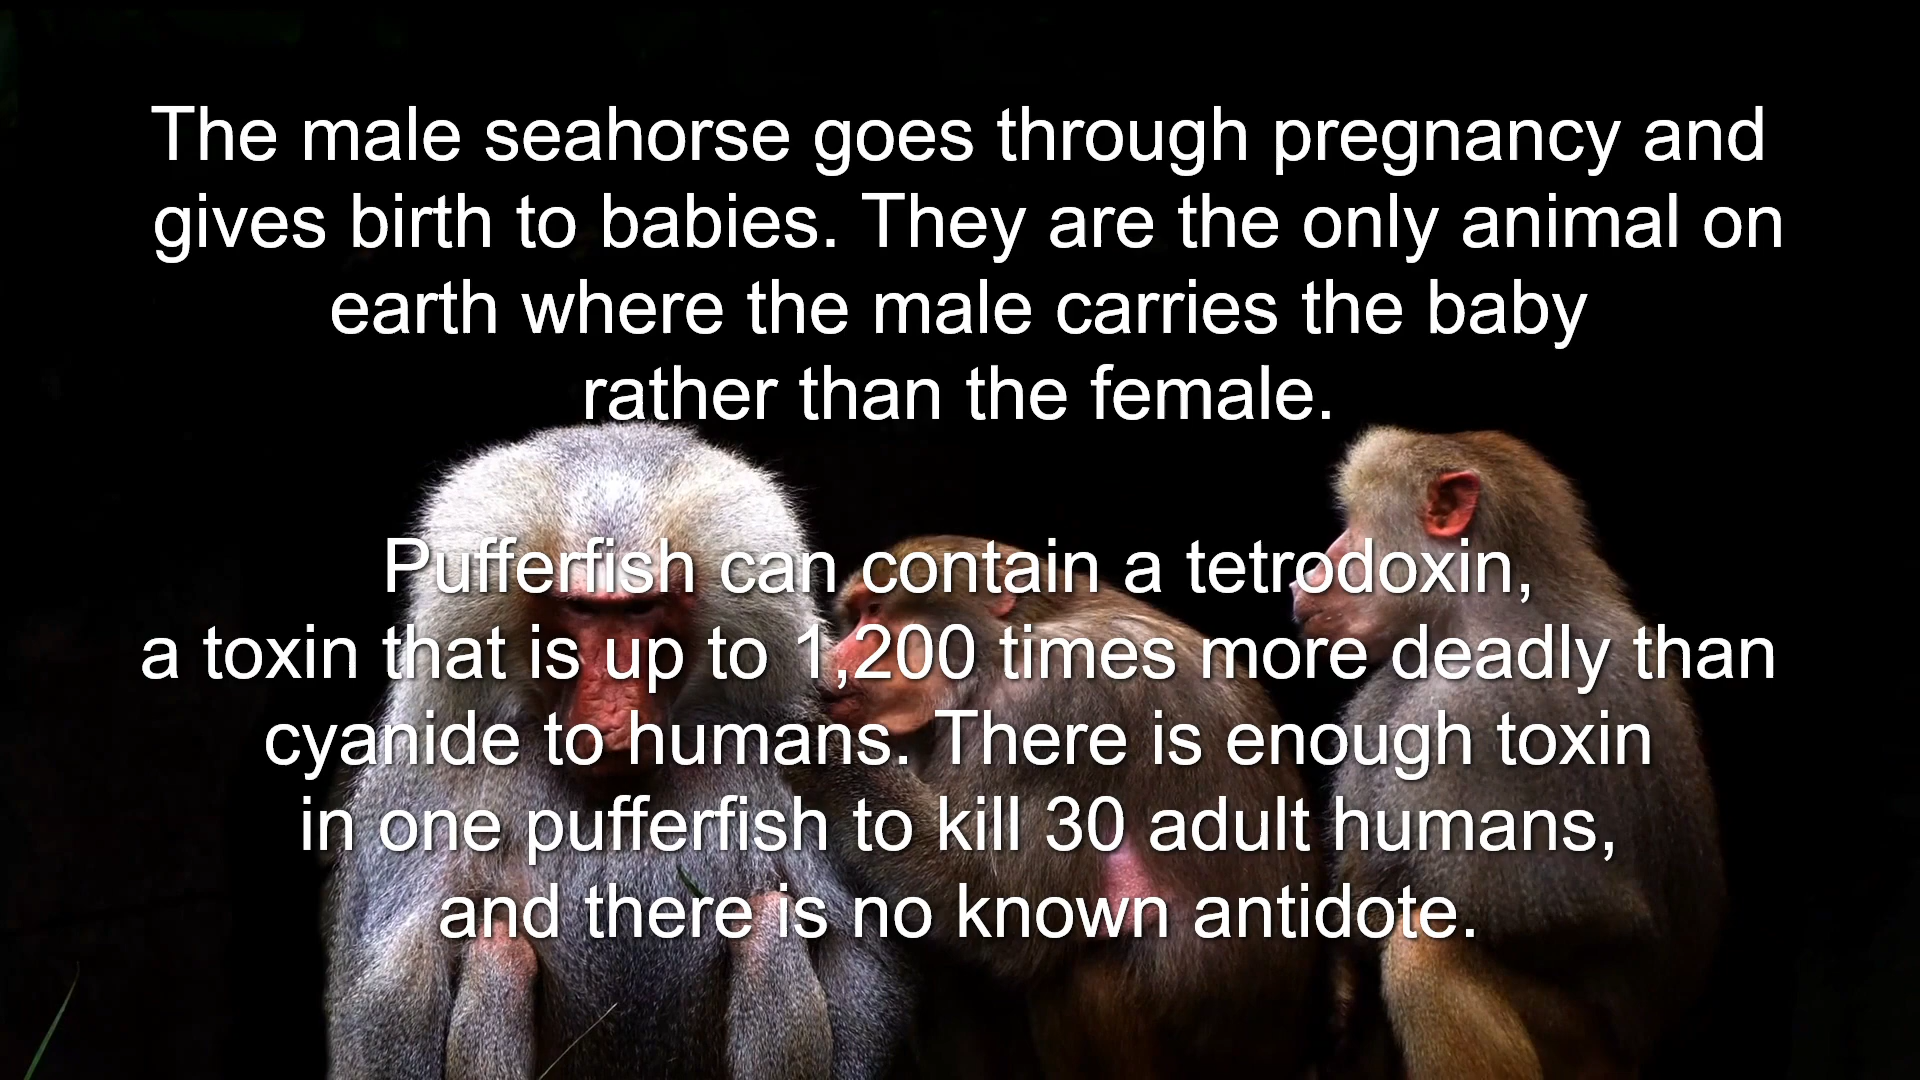 The male seahorse goes through pregnancy and
gives birth to babies. They are the only animal on
earth where the male carries the baby
rather than the female.
Pufferfish can contain a tetrodoxin,
a toxin that is up to 1,200 times more deadly than
cyanide to humans. There is enough toxin
in one pufferfish to kill 30 adult humans,
and there is no known antidote.